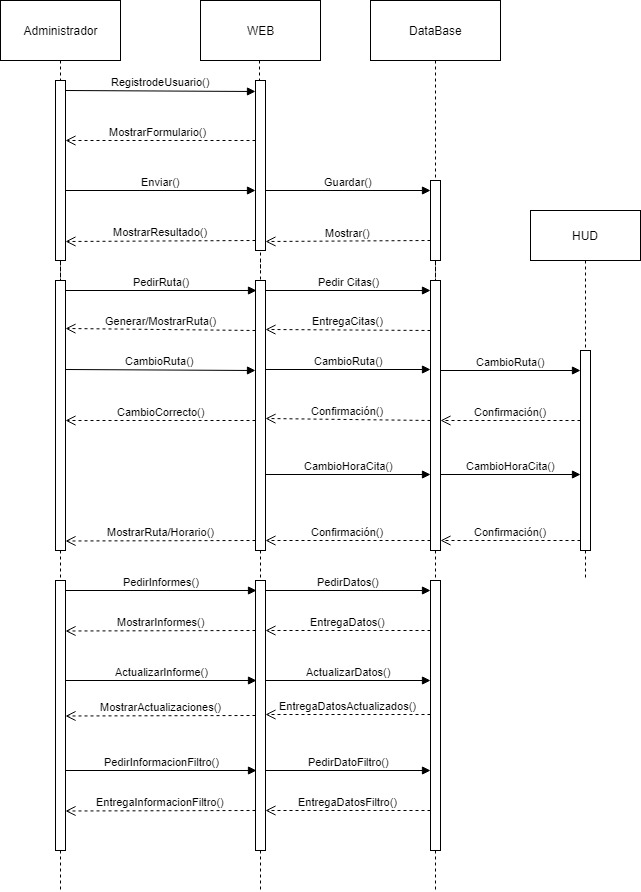 Administrador
WEB
DataBase
RegistrodeUsuario()
MostrarFormulario()
Enviar()
Guardar()
MostrarResultado()
Mostrar()
HUD
PedirRuta()
Pedir Citas()
Generar/MostrarRuta()
EntregaCitas()
CambioRuta()
CambioRuta()
CambioRuta()
CambioCorrecto()
Confirmación()
Confirmación()
CambioHoraCita()
CambioHoraCita()
MostrarRuta/Horario()
Confirmación()
Confirmación()
PedirInformes()
PedirDatos()
MostrarInformes()
EntregaDatos()
ActualizarInforme()
ActualizarDatos()
MostrarActualizaciones()
EntregaDatosActualizados()
PedirInformacionFiltro()
PedirDatoFiltro()
EntregaInformacionFiltro()
EntregaDatosFiltro()